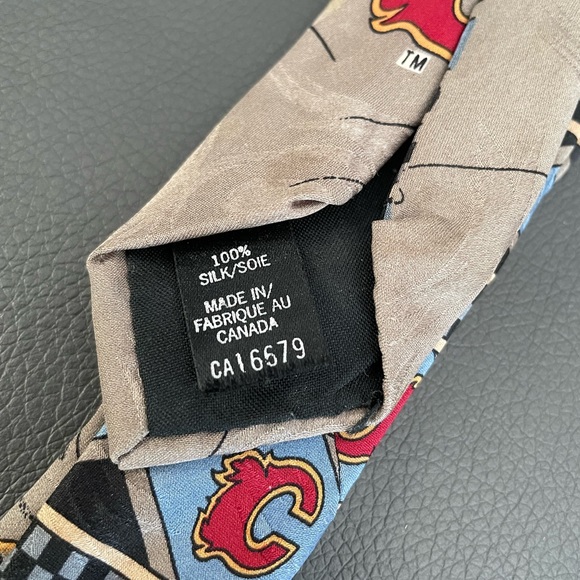 TM
100%
SILK/SOIE
MADE IN/
FABRIQUE AU
CANADA
CA16579